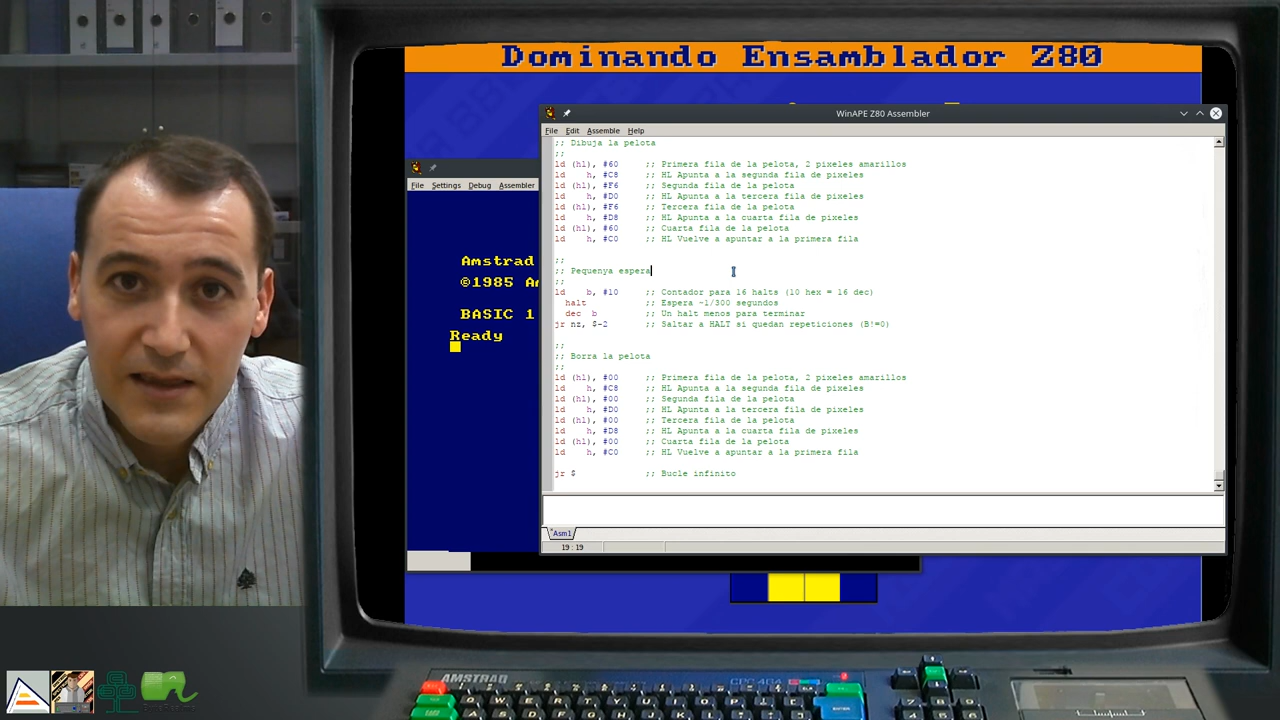 Dominando Ensamblador Z80
WinAPE Z80 Assembler
File Edit Assemble Help
;; Dibuja la pelota
;;
ld (hl), #60 ;; Primera fila de la pelota, 2 pixeles amarillos
ld h, #C8 ;; HL Apunta a la segunda fila de pixeles
ld (hl), #F6 ;; Segunda fila de la pelota
ld h, #D0 ;; HL Apunta a la tercera fila de pixeles
ld (hl), #F6 ;; Tercera fila de la pelota
ld h, #D8 ;; HL Apunta a la cuarta fila de pixeles
ld (hl), #60 ;; Cuarta fila de la pelota
ld h, #C0 ;; HL Vuelve a apuntar a la primera fila
;;
;; Pequenya espera
;;
ld b, #10 ;; Contador para 16 halts (10 hex = 16 dec)
halt ;; Espera ~1/300 segundos
dec b ;; Un halt menos para terminar
jr nz, $-2 ;; Saltar a HALT si quedan repeticiones (B!=0)
;;
;; Borra la pelota
;;
ld (hl), #00 ;; Primera fila de la pelota, 2 pixeles amarillos
ld h, #C8 ;; HL Apunta a la segunda fila de pixeles
ld (hl), #00 ;; Segunda fila de la pelota
ld h, #D0 ;; HL Apunta a la tercera fila de pixeles
ld (hl), #00 ;; Tercera fila de la pelota
ld h, #D8 ;; HL Apunta a la cuarta fila de pixeles
ld (hl), #00 ;; Cuarta fila de la pelota
ld h, #C0 ;; HL Vuelve a apuntar a la primera fila
jr $ ;; Bucle infinito
*Asm1
19 : 19
File Settings Debug Assembler
Amstrad
©1985 A
BASIC 1
Ready
AMSTRAD